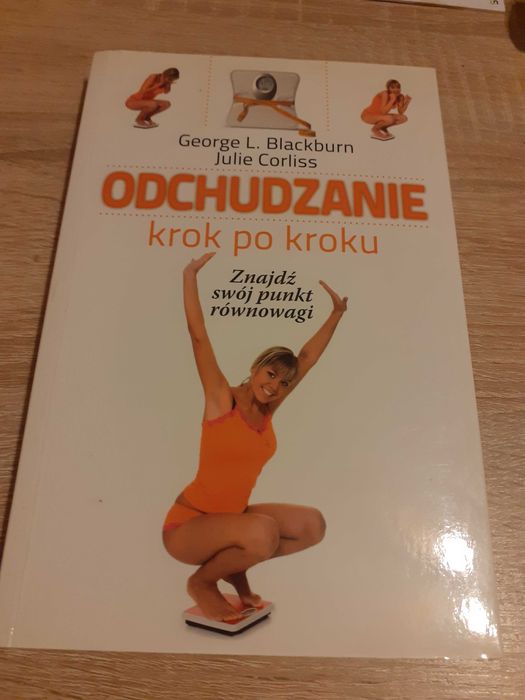 George L. Blackburn
Julie Corliss
ODCHUDZANIE
krok po kroku
Znajdź
swój punkt
równowagi